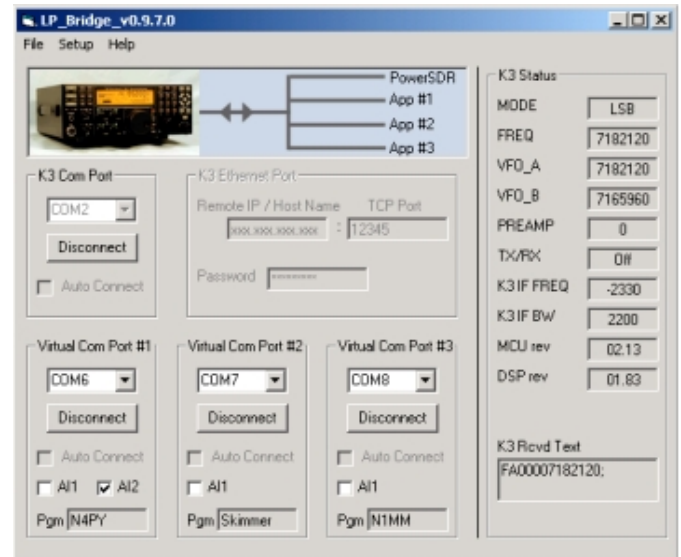 LP_Bridge_v0.9.7.0
File Setup Help
PowerSDR
App #1
App #2
App #3
K3 Com Port
COM2
Disconnect
Auto Connect
K3 Ethernet Port
Remote IP / Host Name TCP Port
xxx.xxx.xxx.xxx : 12345
Password ********
Virtual Com Port #1
COM6
Disconnect
Auto Connect
AI1 AI2
Pgm N4PY
Virtual Com Port #2
COM7
Disconnect
Auto Connect
AI1
Pgm Skimmer
Virtual Com Port #3
COM8
Disconnect
Auto Connect
AI1
Pgm N1MM
K3 Status
MODE LSB
FREQ 7182120
VFO_A 7182120
VFO_B 7165960
PREAMP 0
TX/RX Off
K3 IF FREQ -2330
K3 IF BW 2200
MCU rev 02.13
DSP rev 01.83
K3 Rcvd Text
FA00007182120;